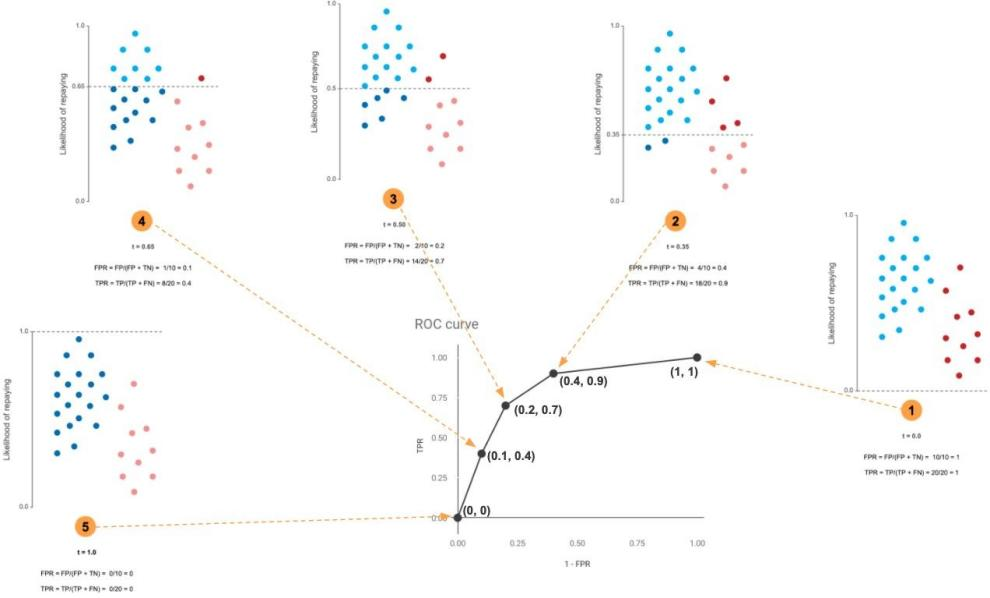 1.0
Likelihood of repaying
0.65
0.0
4
t = 0.65
FPR = FP/(FP + TN) = 1/10 = 0.1
TPR = TP/(TP + FN) = 8/20 = 0.4
1.0
Likelihood of repaying
0.5
0.0
3
t = 0.50
FPR = FP/(FP + TN) = 2/10 = 0.2
TPR = TP/(TP + FN) = 14/20 = 0.7
1.0
Likelihood of repaying
0.35
0.0
2
t = 0.35
FPR = FP/(FP + TN) = 4/10 = 0.4
TPR = TP/(TP + FN) = 18/20 = 0.9
1.0
Likelihood of repaying
0.0
1
t = 0.0
FPR = FP/(FP + TN) = 10/10 = 1
TPR = TP/(TP + FN) = 20/20 = 1
1.0
Likelihood of repaying
0.0
5
t = 1.0
FPR = FP/(FP + TN) = 0/10 = 0
TPR = TP/(TP + FN) = 0/20 = 0
ROC curve
1.00
0.75
0.50
0.25
0.00
TPR
(1, 1)
(0.4, 0.9)
(0.2, 0.7)
(0.1, 0.4)
(0, 0)
0.00 0.25 0.50 0.75 1.00
1 - FPR